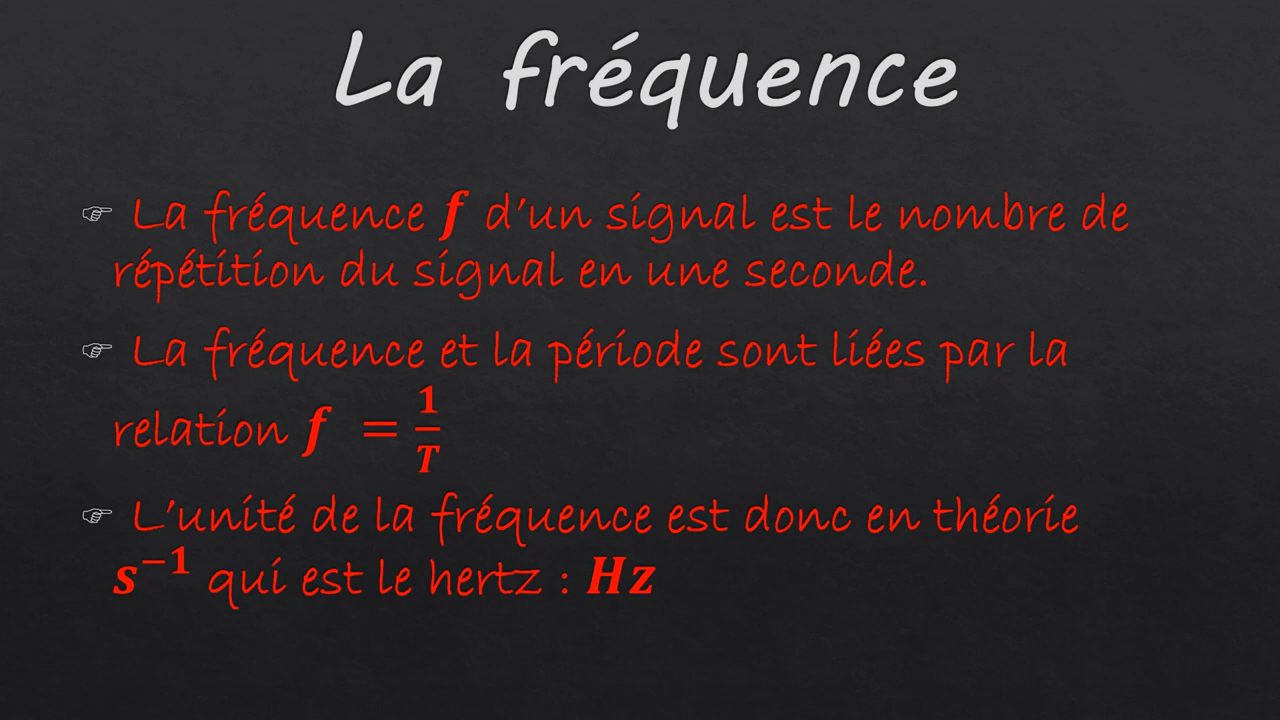 La fréquence
☞ La fréquence f d'un signal est le nombre de
répétition du signal en une seconde.
☞ La fréquence et la période sont liées par la
relation f = 1/T
☞ L'unité de la fréquence est donc en théorie
s⁻¹ qui est le hertz : Hz